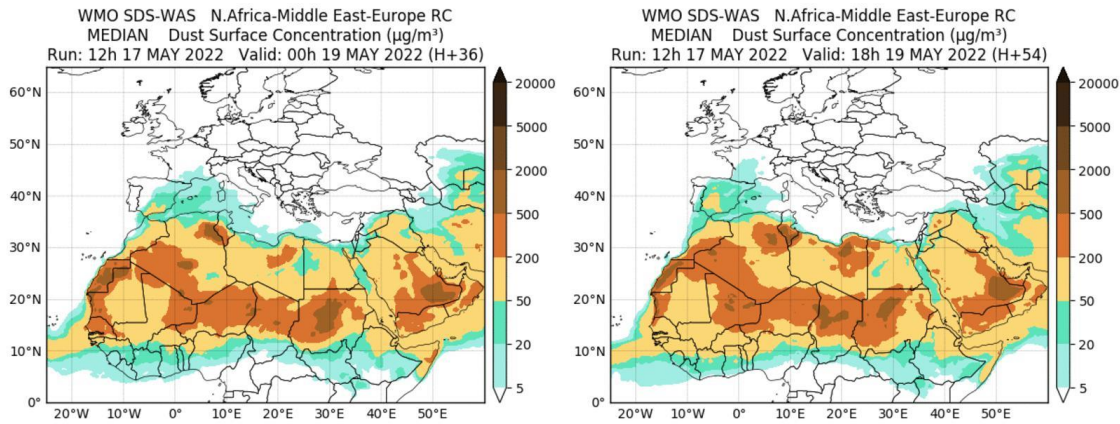 WMO SDS-WAS N.Africa-Middle East-Europe RC
MEDIAN Dust Surface Concentration (µg/m³)
Run: 12h 17 MAY 2022 Valid: 00h 19 MAY 2022 (H+36)
60°N
50°N
40°N
30°N
20°N
10°N
0°
20°W
10°W
0°
10°E
20°E
30°E
40°E
50°E
20000
5000
2000
500
200
50
20
5
WMO SDS-WAS N.Africa-Middle East-Europe RC
MEDIAN Dust Surface Concentration (µg/m³)
Run: 12h 17 MAY 2022 Valid: 18h 19 MAY 2022 (H+54)
60°N
50°N
40°N
30°N
20°N
10°N
0°
20°W
10°W
0°
10°E
20°E
30°E
40°E
50°E
20000
5000
2000
500
200
50
20
5